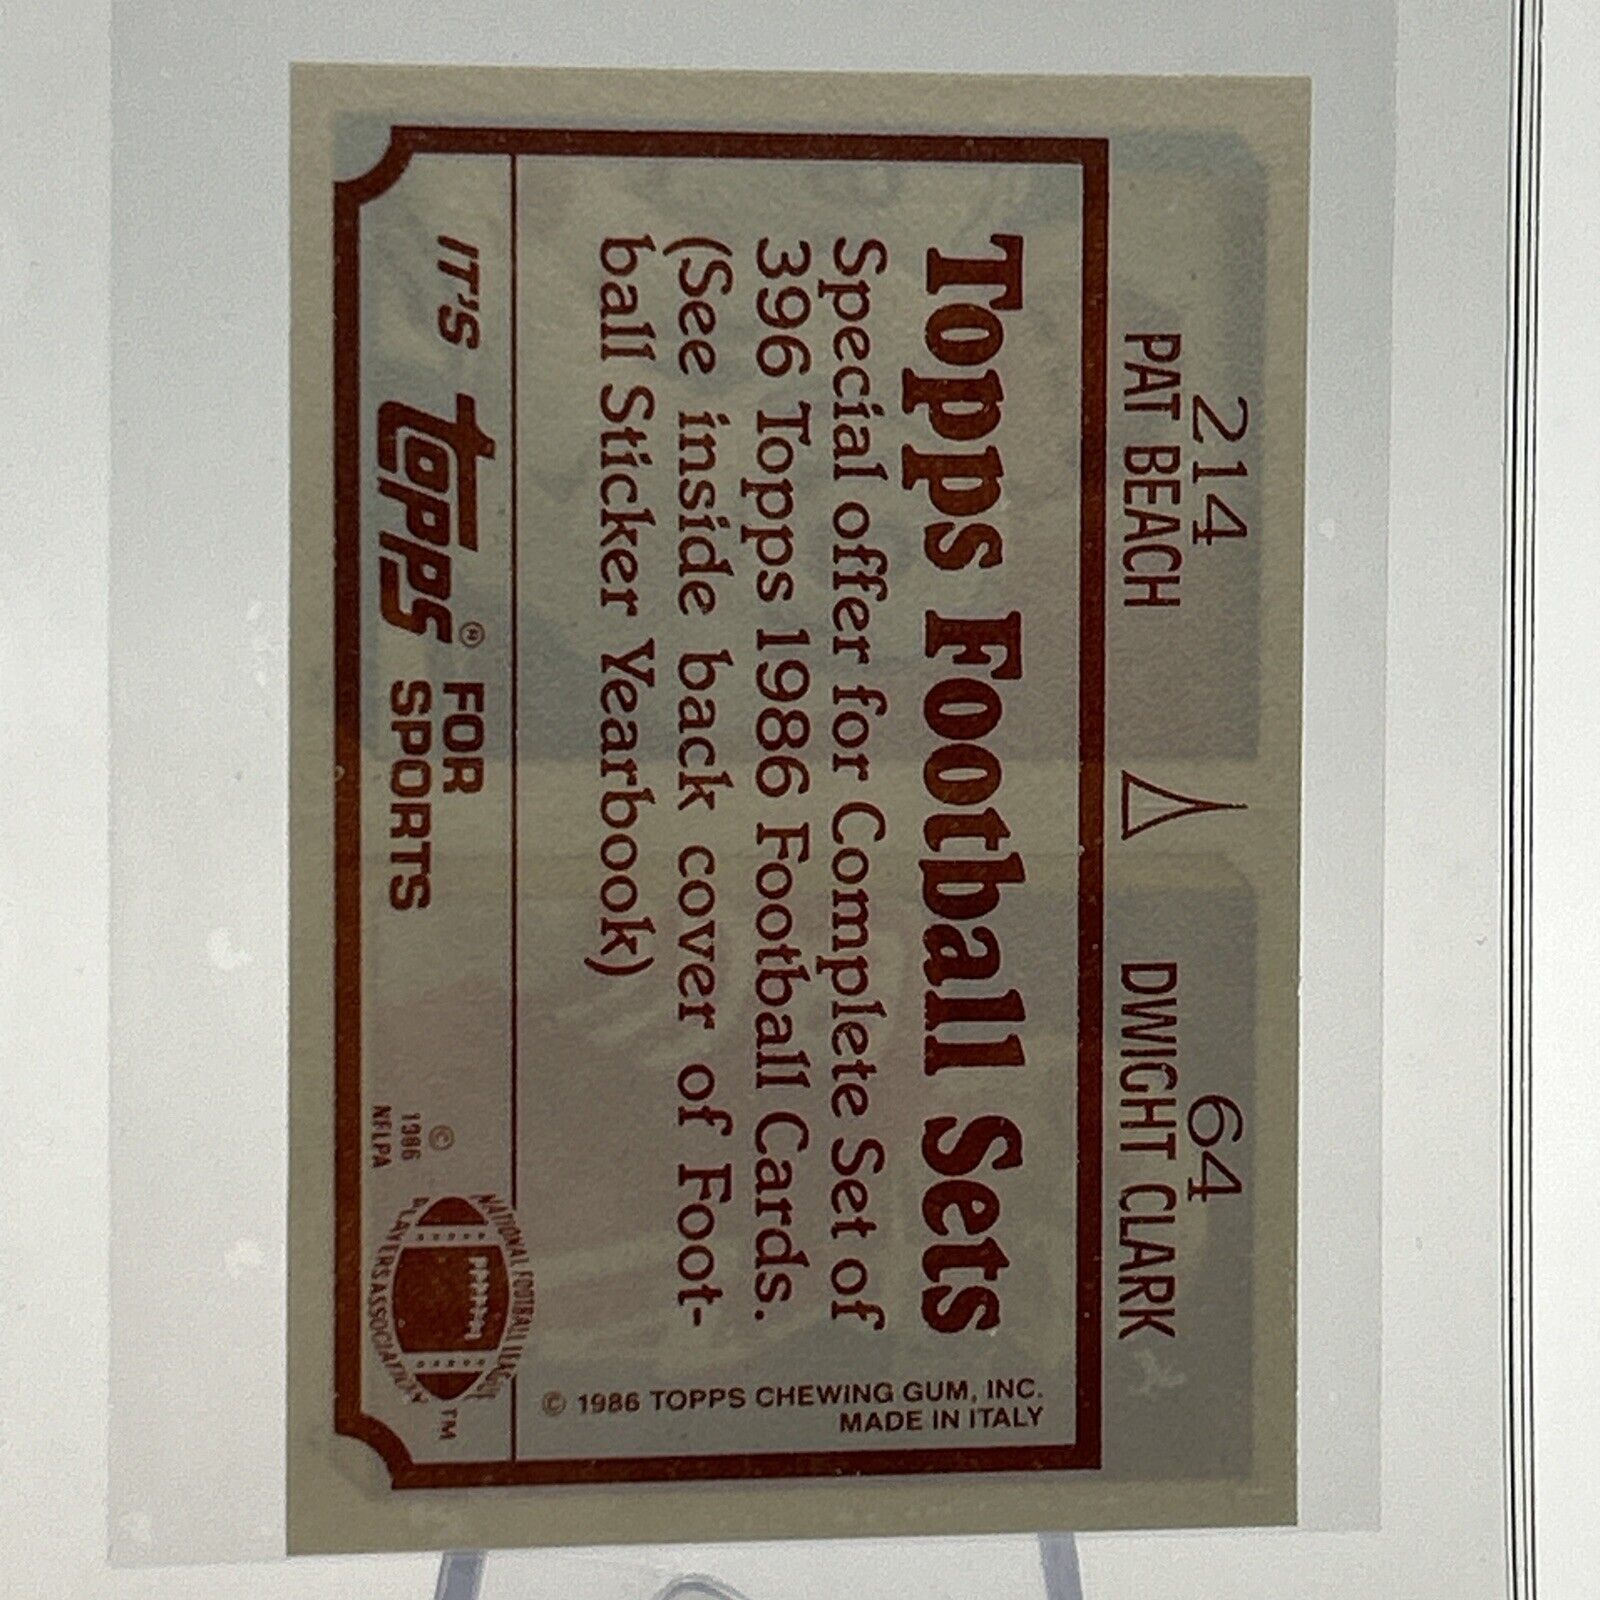 214
PAT BEACH
64
DWIGHT CLARK
Topps Football Sets
Special offer for Complete Set of
396 Topps 1986 Football Cards.
(See inside back cover of Foot-
ball Sticker Yearbook)
© 1986 TOPPS CHEWING GUM, INC.
MADE IN ITALY
IT'S TOPPS® FOR
SPORTS
©
1986
NFLPA
NATIONAL FOOTBALL LEAGUE
PLAYERS ASSOCIATION
TM